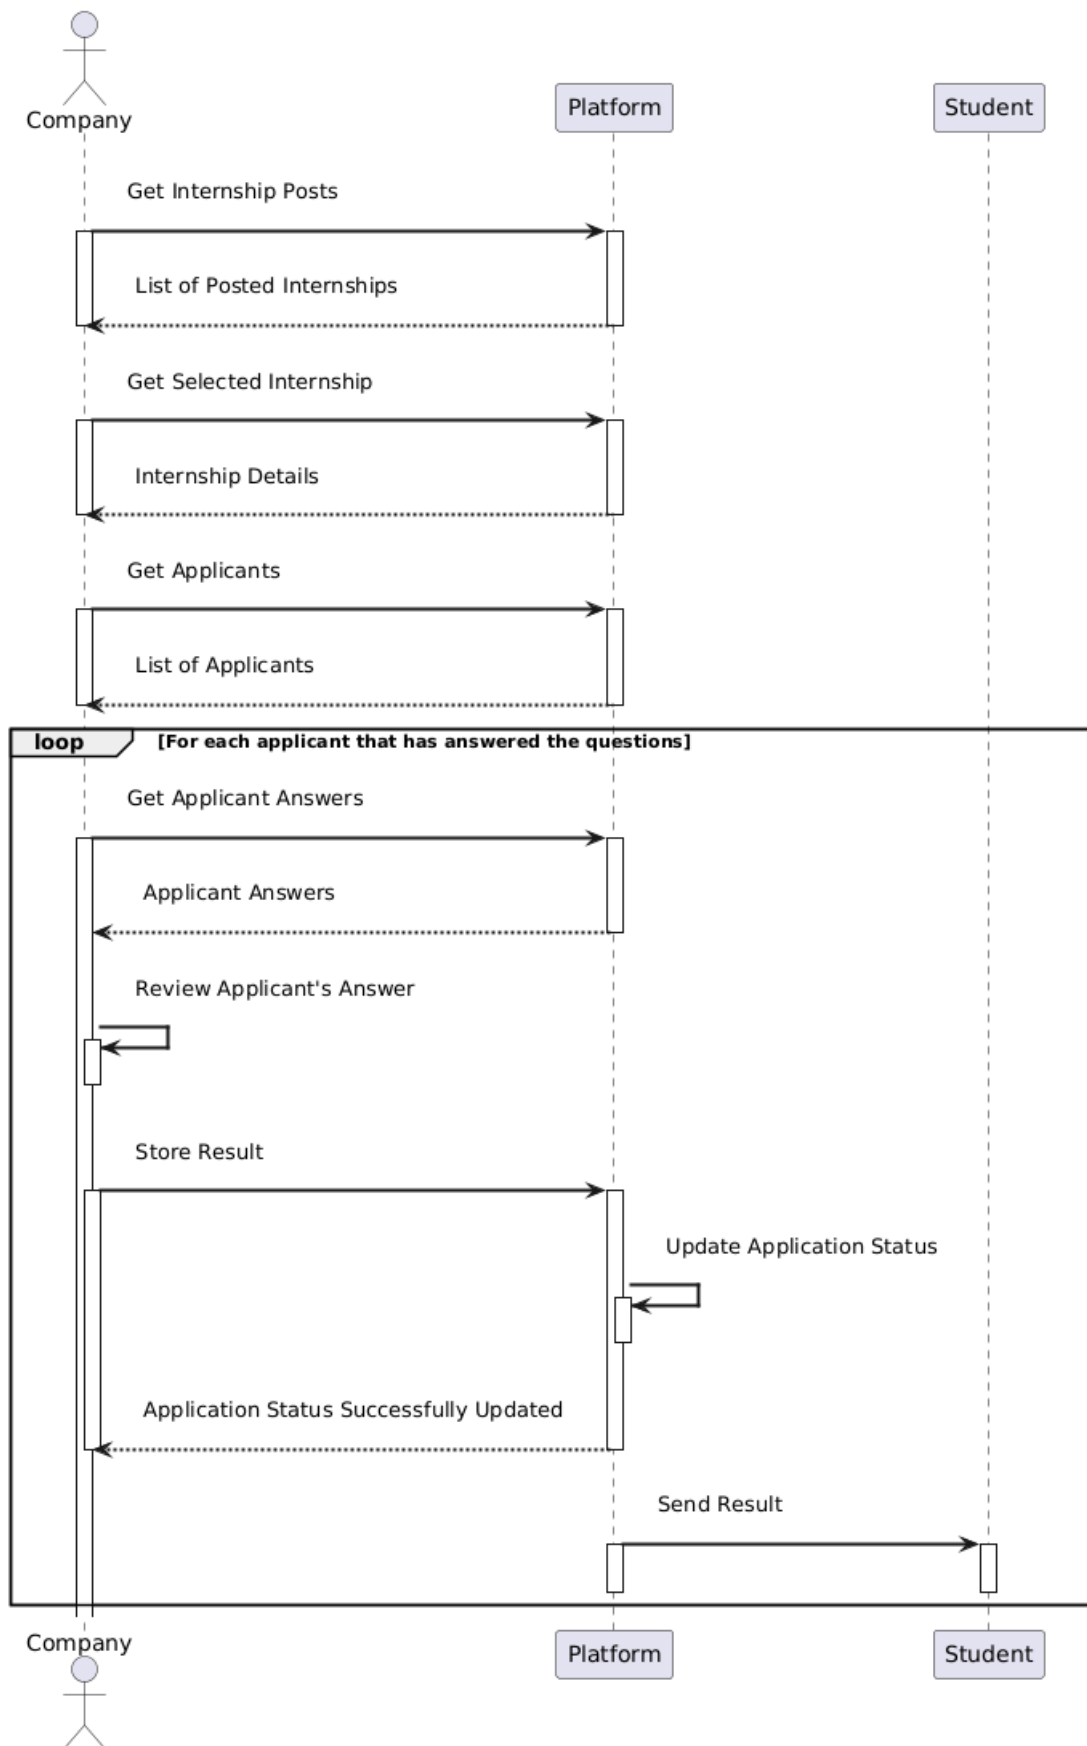 Company
Platform
Student
Get Internship Posts
List of Posted Internships
Get Selected Internship
Internship Details
Get Applicants
List of Applicants
loop [For each applicant that has answered the questions]
Get Applicant Answers
Applicant Answers
Review Applicant's Answer
Store Result
Update Application Status
Application Status Successfully Updated
Send Result
Company
Platform
Student